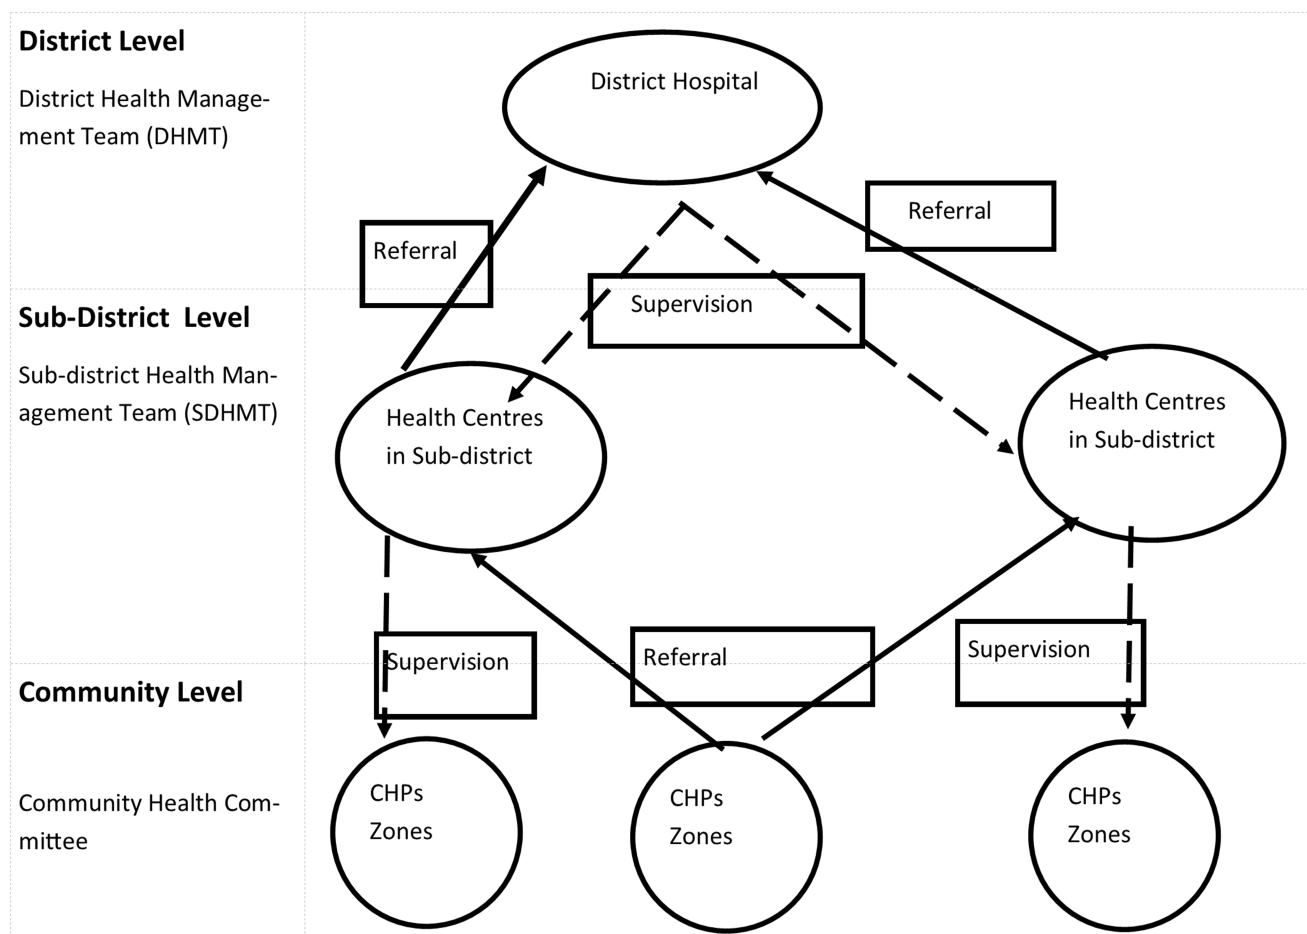 District Level
District Health Manage-
ment Team (DHMT)
District Hospital
Referral
Referral
Supervision
Sub-District  Level
Sub-district Health Man-
agement Team (SDHMT)
Health Centres
in Sub-district
Health Centres
in Sub-district
Supervision
Referral
Supervision
Community Level
Community Health Com-
mittee
CHPs
Zones
CHPs
Zones
CHPs
Zones